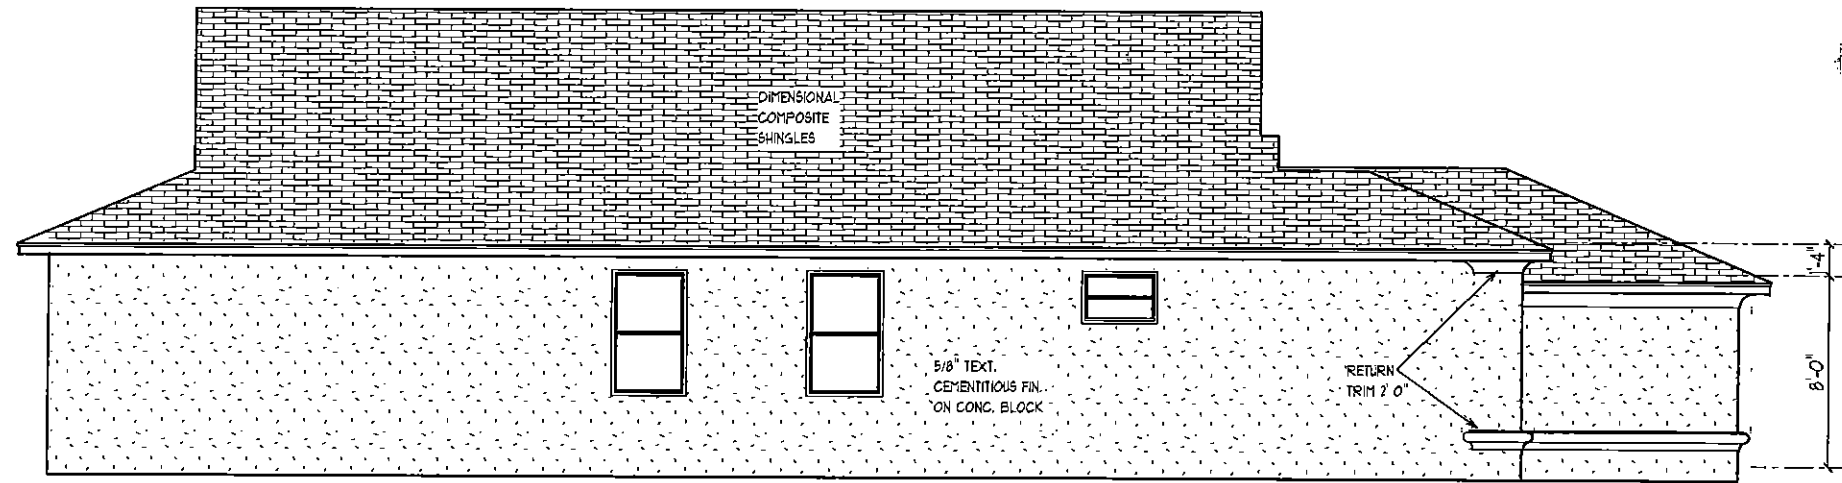 DIMENSIONAL
COMPOSITE
SHINGLES
1'-4"
5/8" TEXT.
CEMENTITIOUS FIN.
ON CONC. BLOCK
RETURN
TRIM 2'0"
8'-0"